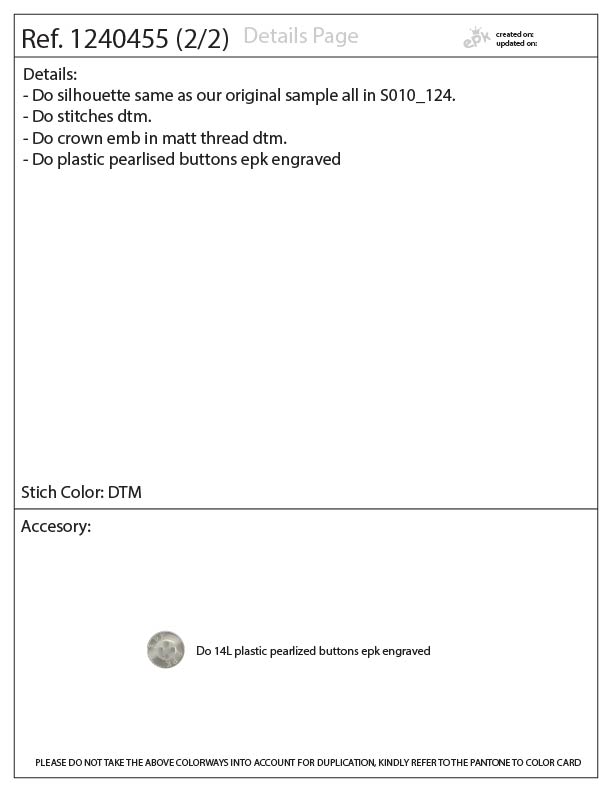 Ref. 1240455 (2/2) Details Page
epk
created on:
updated on:
Details:
- Do silhouette same as our original sample all in S010_124.
- Do stitches dtm.
- Do crown emb in matt thread dtm.
- Do plastic pearlised buttons epk engraved
Stich Color: DTM
Accesory:
Do 14L plastic pearlized buttons epk engraved
PLEASE DO NOT TAKE THE ABOVE COLORWAYS INTO ACCOUNT FOR DUPLICATION, KINDLY REFER TO THE PANTONE TO COLOR CARD